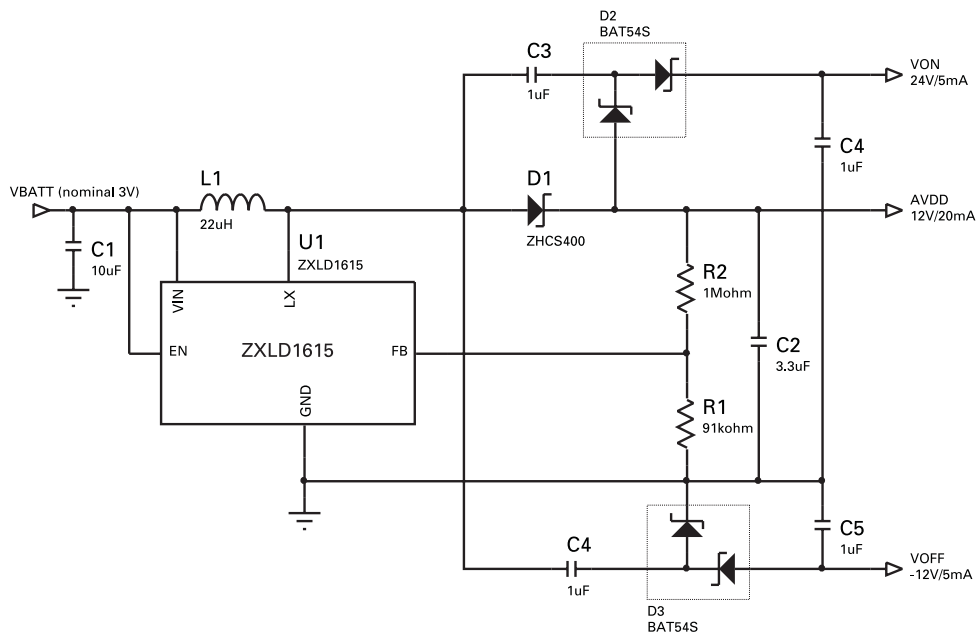 D2
BAT54S
C3
1uF
VON
24V/5mA
C4
1uF
VBATT (nominal 3V)
L1
22uH
D1
ZHCS400
AVDD
12V/20mA
C1
10uF
U1
ZXLD1615
VIN
LX
R2
1Mohm
EN
ZXLD1615
FB
C2
3.3uF
GND
R1
91kohm
C4
1uF
C5
1uF
VOFF
-12V/5mA
D3
BAT54S